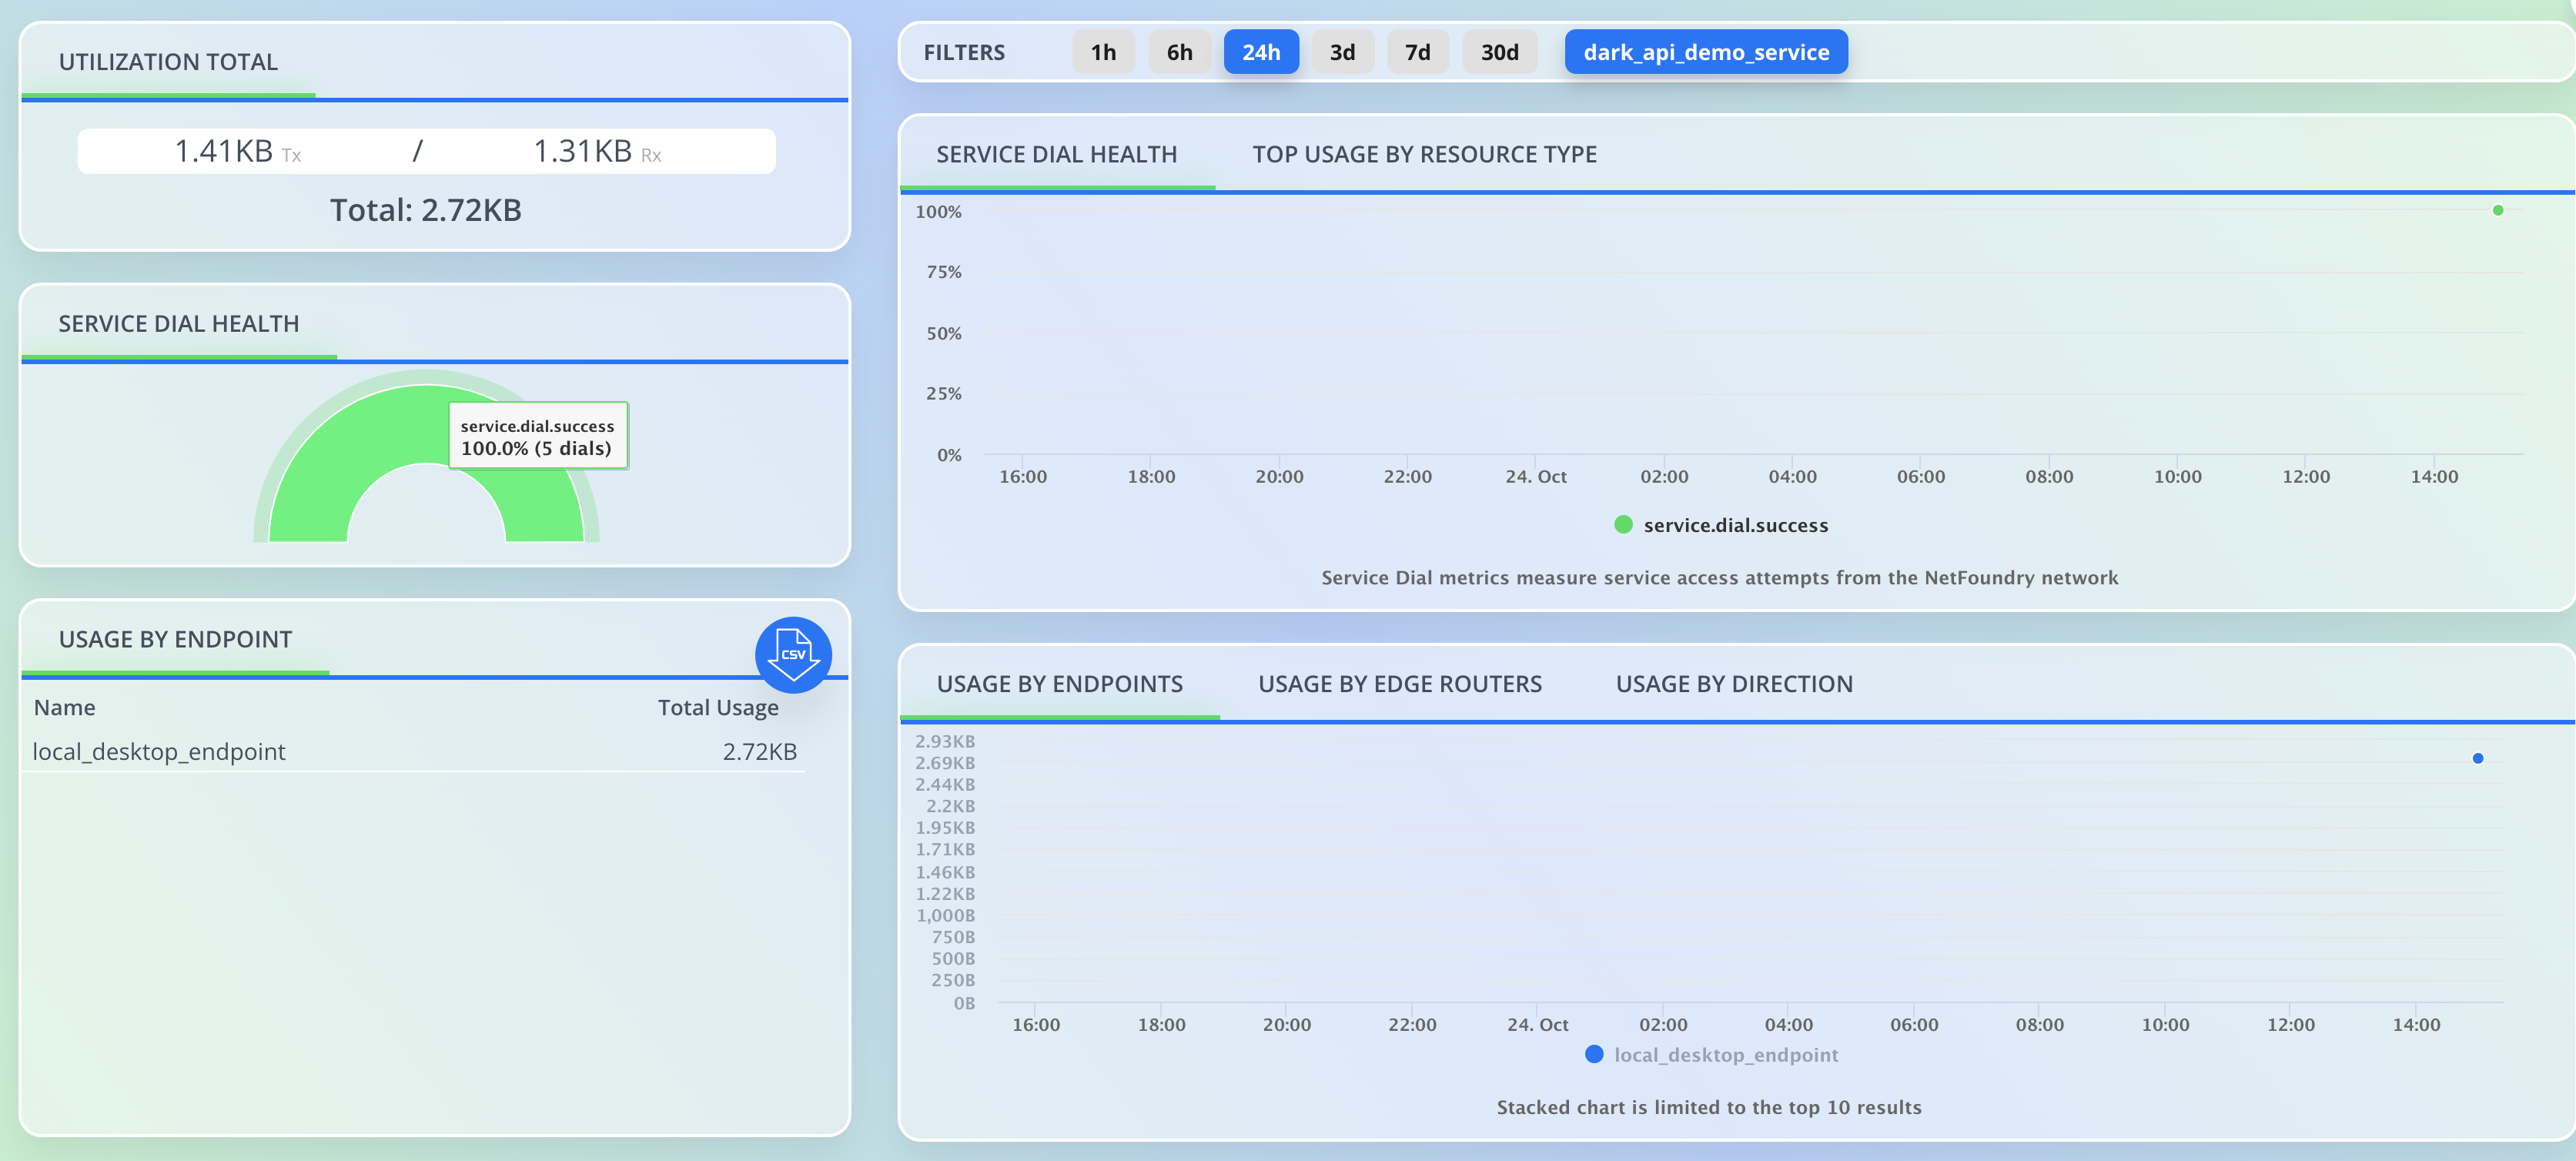 UTILIZATION TOTAL
1.41KB Tx / 1.31KB Rx
Total: 2.72KB
SERVICE DIAL HEALTH
service.dial.success
100.0% (5 dials)
USAGE BY ENDPOINT
CSV
Name Total Usage
local_desktop_endpoint 2.72KB
FILTERS 1h 6h 24h 3d 7d 30d dark_api_demo_service
SERVICE DIAL HEALTH TOP USAGE BY RESOURCE TYPE
100%
75%
50%
25%
0%
16:00 18:00 20:00 22:00 24. Oct 02:00 04:00 06:00 08:00 10:00 12:00 14:00
service.dial.success
Service Dial metrics measure service access attempts from the NetFoundry network
USAGE BY ENDPOINTS USAGE BY EDGE ROUTERS USAGE BY DIRECTION
2.93KB
2.69KB
2.44KB
2.2KB
1.95KB
1.71KB
1.46KB
1.22KB
1,000B
750B
500B
250B
0B
16:00 18:00 20:00 22:00 24. Oct 02:00 04:00 06:00 08:00 10:00 12:00 14:00
local_desktop_endpoint
Stacked chart is limited to the top 10 results